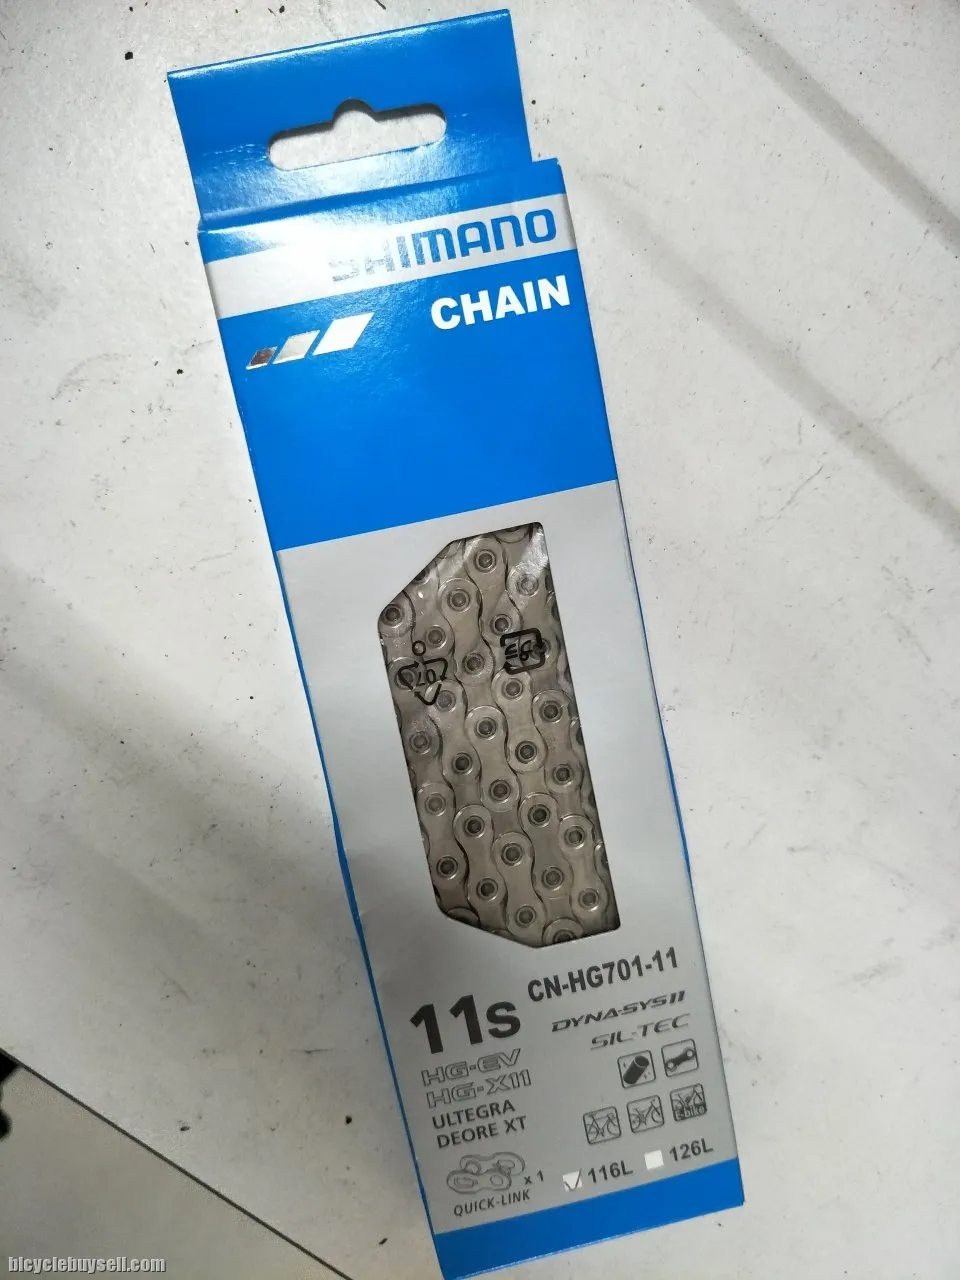 SHIMANO
CHAIN
CN-HG701-11
11s
DYNA-SYS11
SIL-TEC
HG-EV
HG-X11
ULTEGRA
DEORE XT
x 1
QUICK-LINK
116L
126L
bicyclebuysell.com